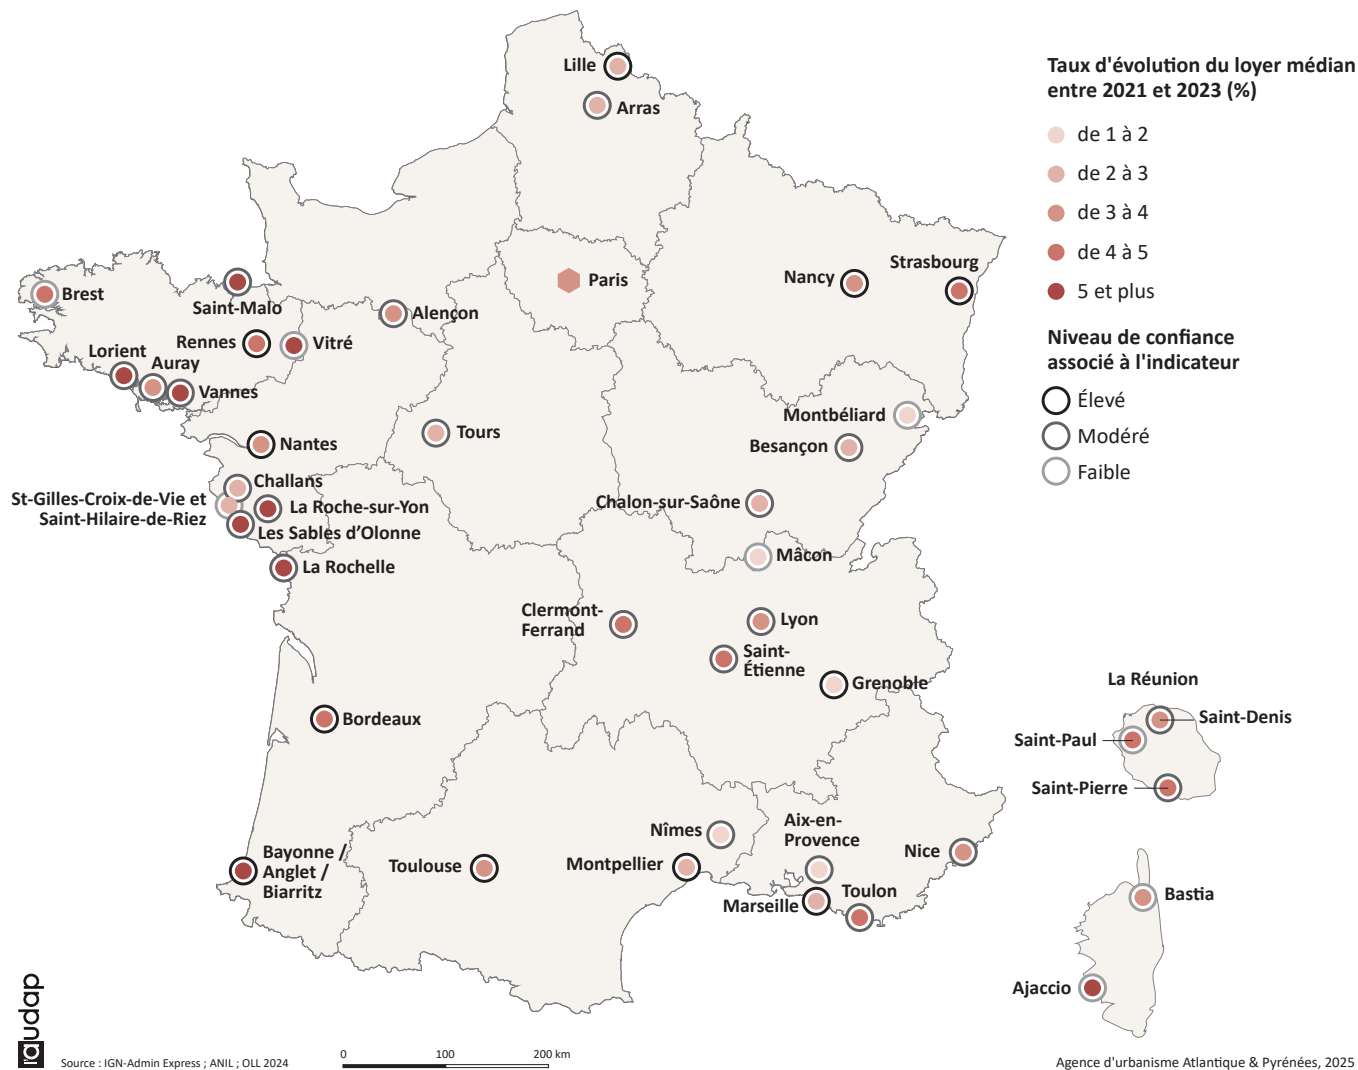 Taux d'évolution du loyer médian
entre 2021 et 2023 (%)
de 1 à 2
de 2 à 3
de 3 à 4
de 4 à 5
5 et plus
Niveau de confiance
associé à l'indicateur
Élevé
Modéré
Faible
Lille
Arras
Paris
Nancy
Strasbourg
Brest
Saint-Malo
Alençon
Rennes
Vitré
Lorient
Auray
Vannes
Montbéliard
Besançon
Tours
Nantes
Challans
St-Gilles-Croix-de-Vie et
Saint-Hilaire-de-Riez
La Roche-sur-Yon
Les Sables d’Olonne
Chalon-sur-Saône
Mâcon
La Rochelle
Clermont-
Ferrand
Lyon
Saint-
Étienne
Grenoble
Bordeaux
La Réunion
Saint-Denis
Saint-Paul
Saint-Pierre
Nîmes
Aix-en-
Provence
Nice
Bayonne /
Anglet /
Biarritz
Toulouse
Montpellier
Marseille
Toulon
Bastia
Ajaccio
audap
Source : IGN-Admin Express ; ANIL ; OLL 2024
0 100 200 km
Agence d'urbanisme Atlantique & Pyrénées, 2025